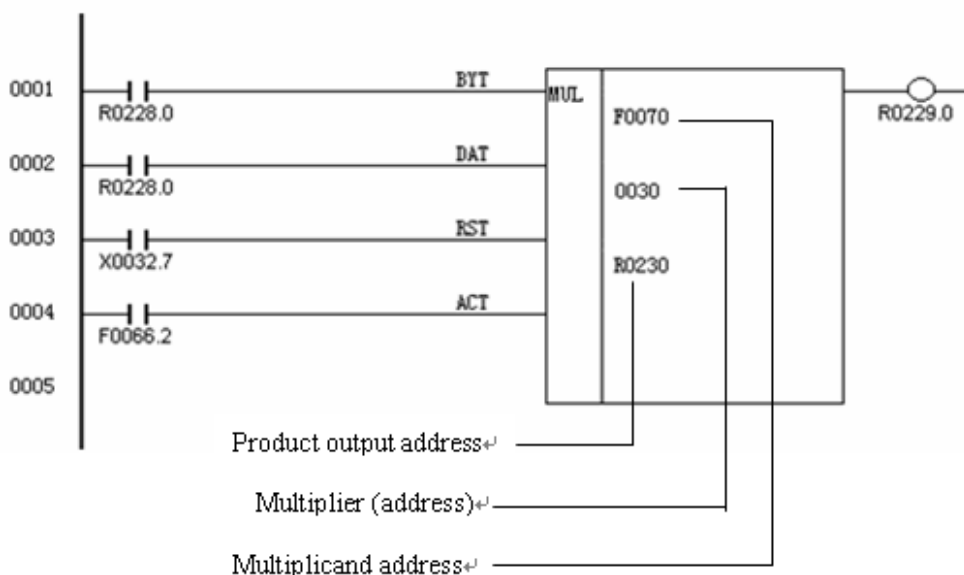 0001 BYT MUL
R0228.0 F0070 R0229.0
0002 DAT
R0228.0 0030
0003 RST
X0032.7 R0230
0004 ACT
F0066.2
0005
Product output address↵
Multiplier (address)↵
Multiplicand address↵